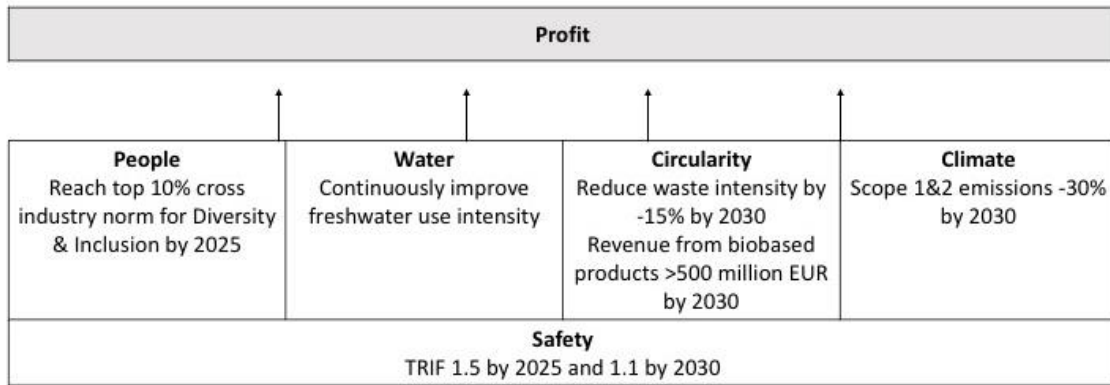 Profit
People
Reach top 10% cross
industry norm for Diversity
& Inclusion by 2025
Water
Continuously improve
freshwater use intensity
Circularity
Reduce waste intensity by
-15% by 2030
Revenue from biobased
products >500 million EUR
by 2030
Climate
Scope 1&2 emissions -30%
by 2030
Safety
TRIF 1.5 by 2025 and 1.1 by 2030